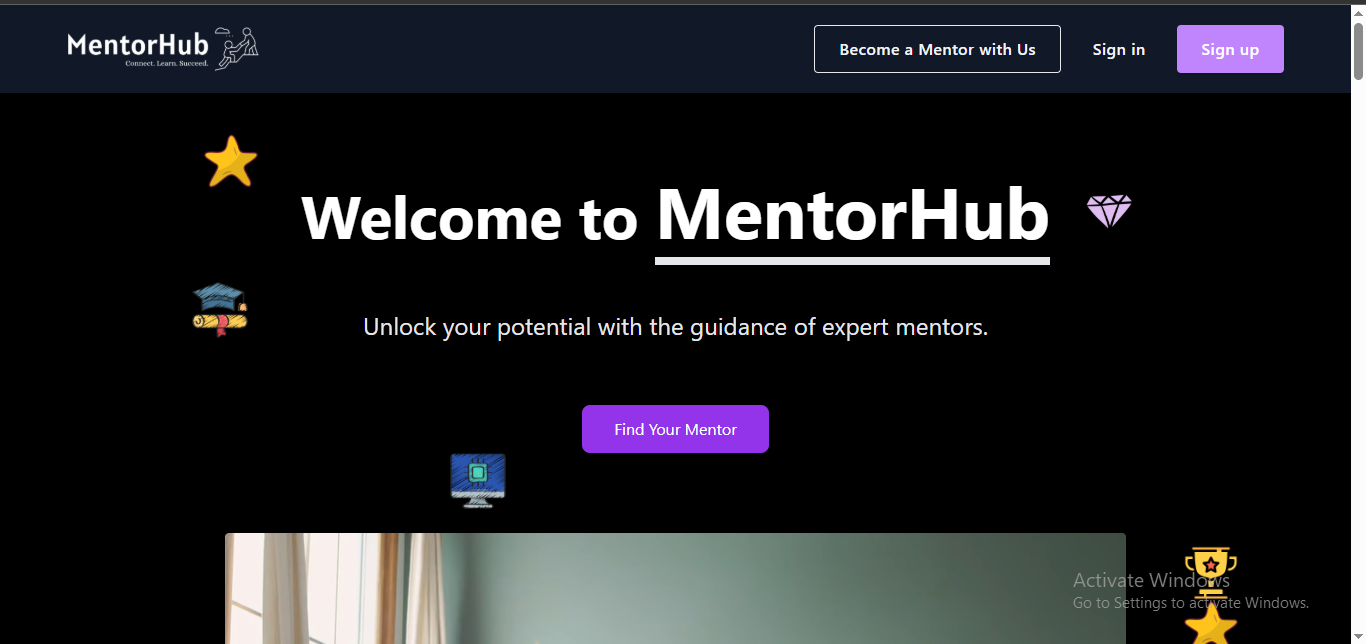 MentorHub
Connect. Learn. Succeed.
Become a Mentor with Us
Sign in
Sign up
Welcome to MentorHub
Unlock your potential with the guidance of expert mentors.
Find Your Mentor
Activate Windows
Go to Settings to activate Windows.